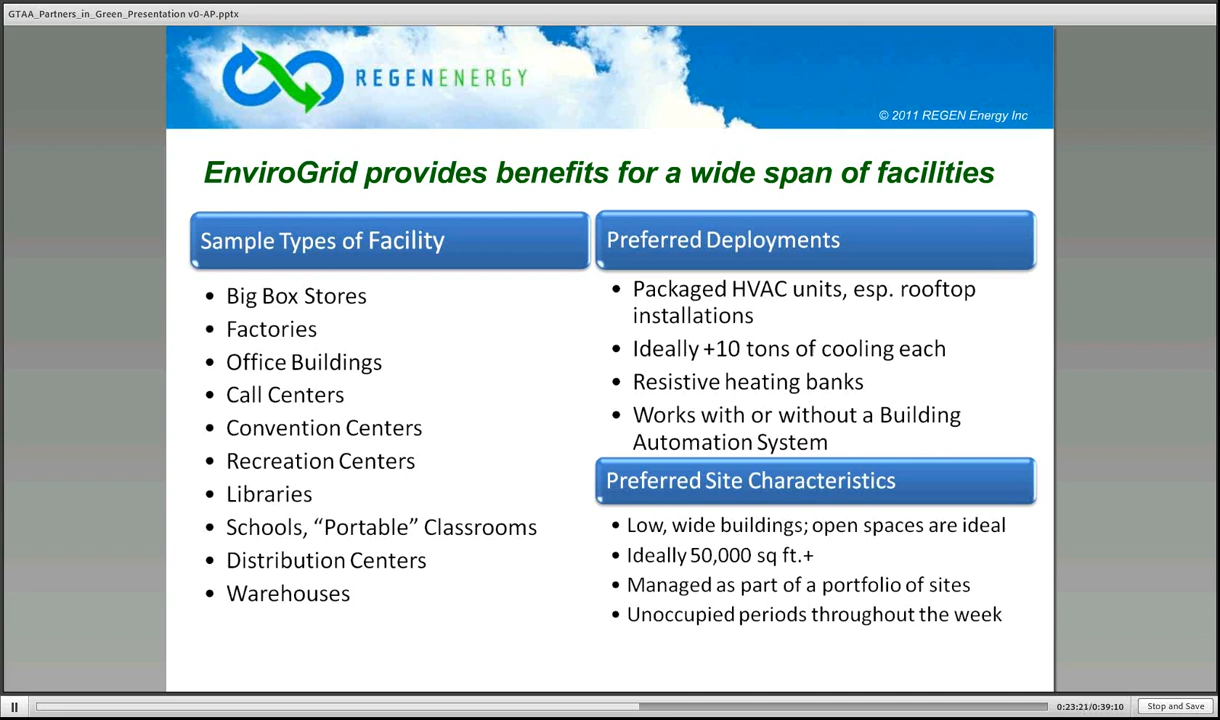 GTAA_Partners_in_Green_Presentation v0-AP.pptx
REGENENERGY
© 2011 REGEN Energy Inc
EnviroGrid provides benefits for a wide span of facilities
Sample Types of Facility
• Big Box Stores
• Factories
• Office Buildings
• Call Centers
• Convention Centers
• Recreation Centers
• Libraries
• Schools, “Portable” Classrooms
• Distribution Centers
• Warehouses
Preferred Deployments
• Packaged HVAC units, esp. rooftop
installations
• Ideally +10 tons of cooling each
• Resistive heating banks
• Works with or without a Building
Automation System
Preferred Site Characteristics
• Low, wide buildings; open spaces are ideal
• Ideally 50,000 sq ft.+
• Managed as part of a portfolio of sites
• Unoccupied periods throughout the week
0:23:21/0:39:10
Stop and Save